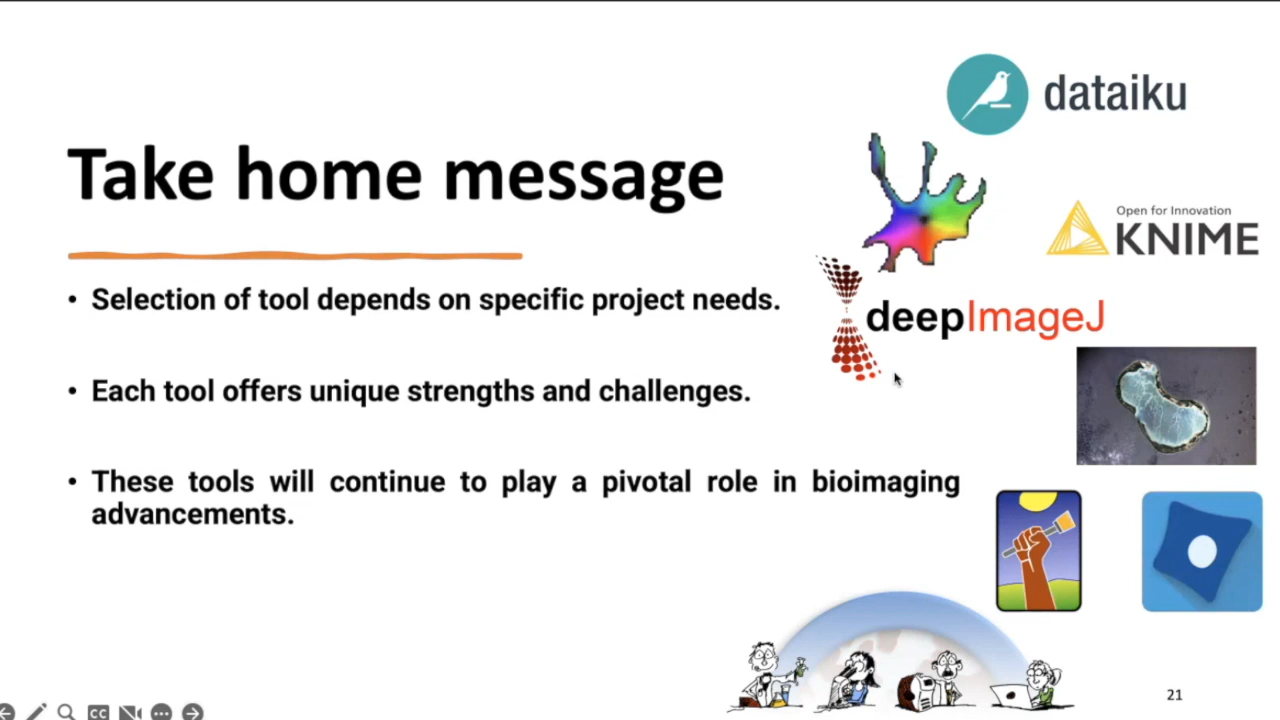 dataiku
Take home message
Open for Innovation
KNIME
• Selection of tool depends on specific project needs.
deepImageJ
• Each tool offers unique strengths and challenges.
• These tools will continue to play a pivotal role in bioimaging
advancements.
21
CC